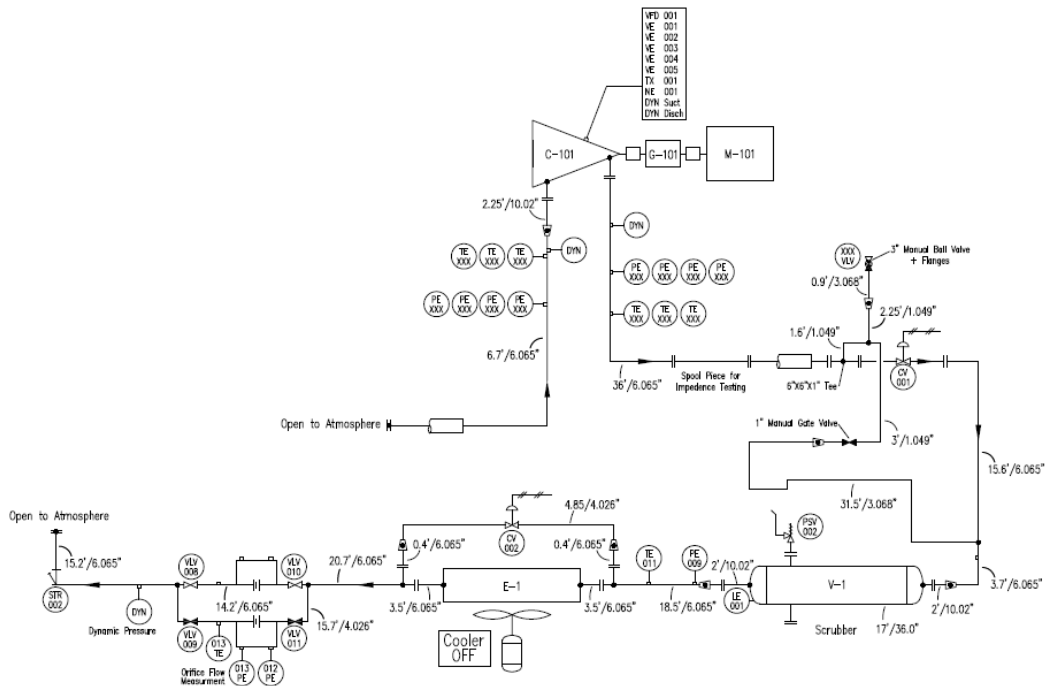 VFD 001
VE 001
VE 002
VE 003
VE 004
VE 005
TX 001
NE 001
DYN Suct
DYN Disch
C-101
G-101
M-101
2.25'/10.02"
DYN
TE XXX
TE XXX
TE XXX
DYN
PE XXX
PE XXX
PE XXX
PE XXX
PE XXX
PE XXX
PE XXX
PE XXX
TE XXX
TE XXX
TE XXX
XXX VLV
3" Manual Ball Valve
+ Flanges
0.9'/3.068"
2.25'/1.049"
1.6'/1.049"
6.7'/6.065"
36'/6.065"
Spool Piece for
Impedence Testing
6"X6"X1" Tee
CV 001
Open to Atmosphere
1" Manual Gate Valve
3'/1.049"
15.6'/6.065"
31.5'/3.068"
4.85/4.026"
CV 002
PSV 002
Open to Atmosphere
15.2'/6.065"
VLV 008
VLV 010
20.7'/6.065"
0.4'/6.065"
0.4'/6.065"
TE 011
PE 009
2'/10.02"
3.7'/6.065"
STR 002
DYN
Dynamic Pressure
14.2'/6.065"
3.5'/6.065"
E-1
3.5'/6.065"
18.5'/6.065"
LE 001
V-1
2'/10.02"
VLV 009
013 TE
VLV 011
15.7'/4.026"
Scrubber
17'/36.0"
Cooler
OFF
Orifice Flow
Measurment
013 PE
012 PE